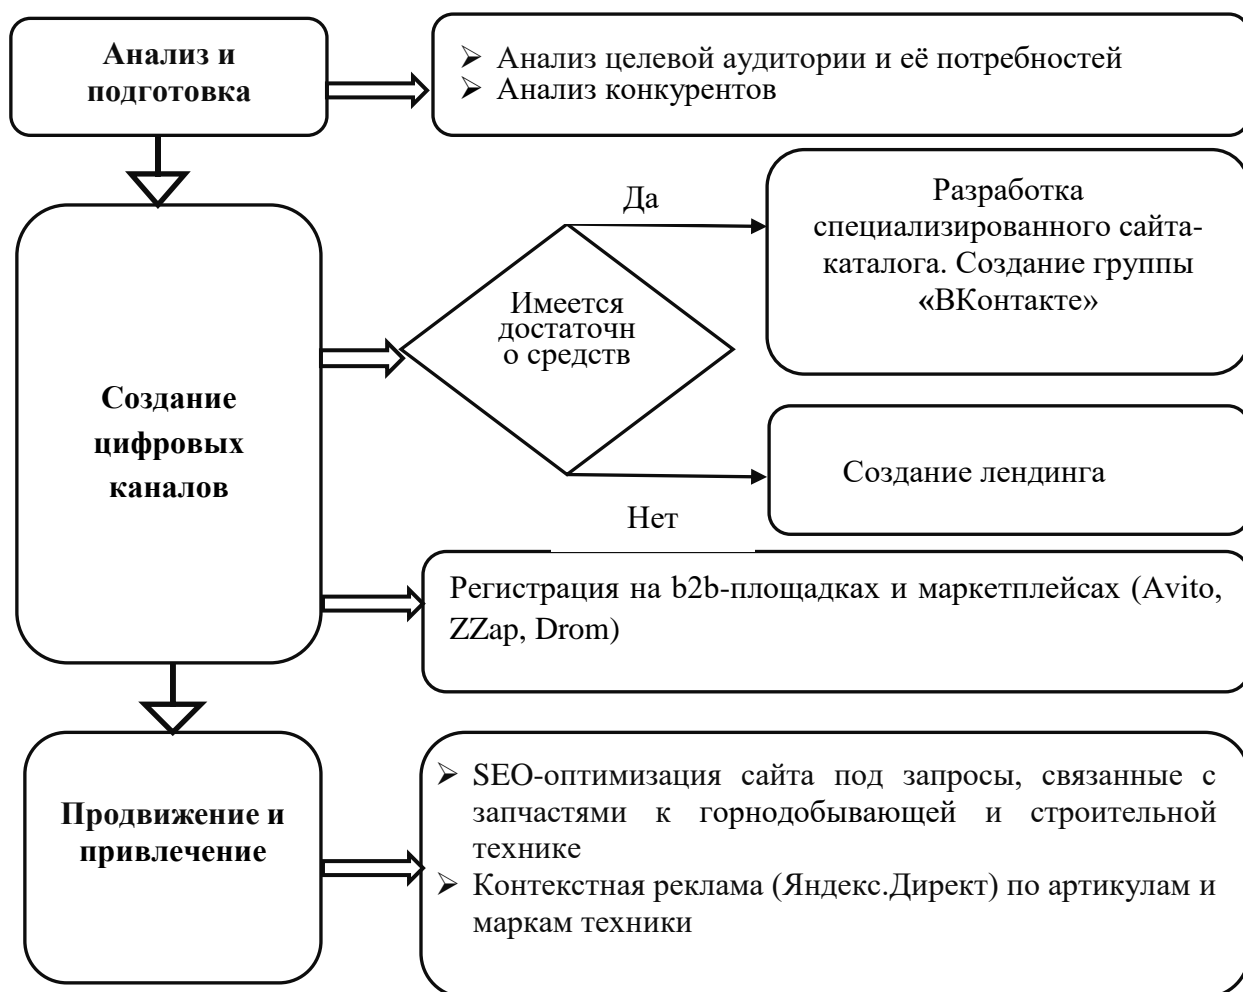 Анализ и
подготовка
➢ Анализ целевой аудитории и её потребностей
➢ Анализ конкурентов
Создание
цифровых
каналов
Имеется
достаточн
о средств
Да
Разработка
специализированного сайта-
каталога. Создание группы
«ВКонтакте»
Нет
Создание лендинга
Регистрация на b2b-площадках и маркетплейсах (Avito,
ZZap, Drom)
Продвижение и
привлечение
➢ SEO-оптимизация сайта под запросы, связанные с
запчастями к горнодобывающей и строительной
технике
➢ Контекстная реклама (Яндекс.Директ) по артикулам и
маркам техники